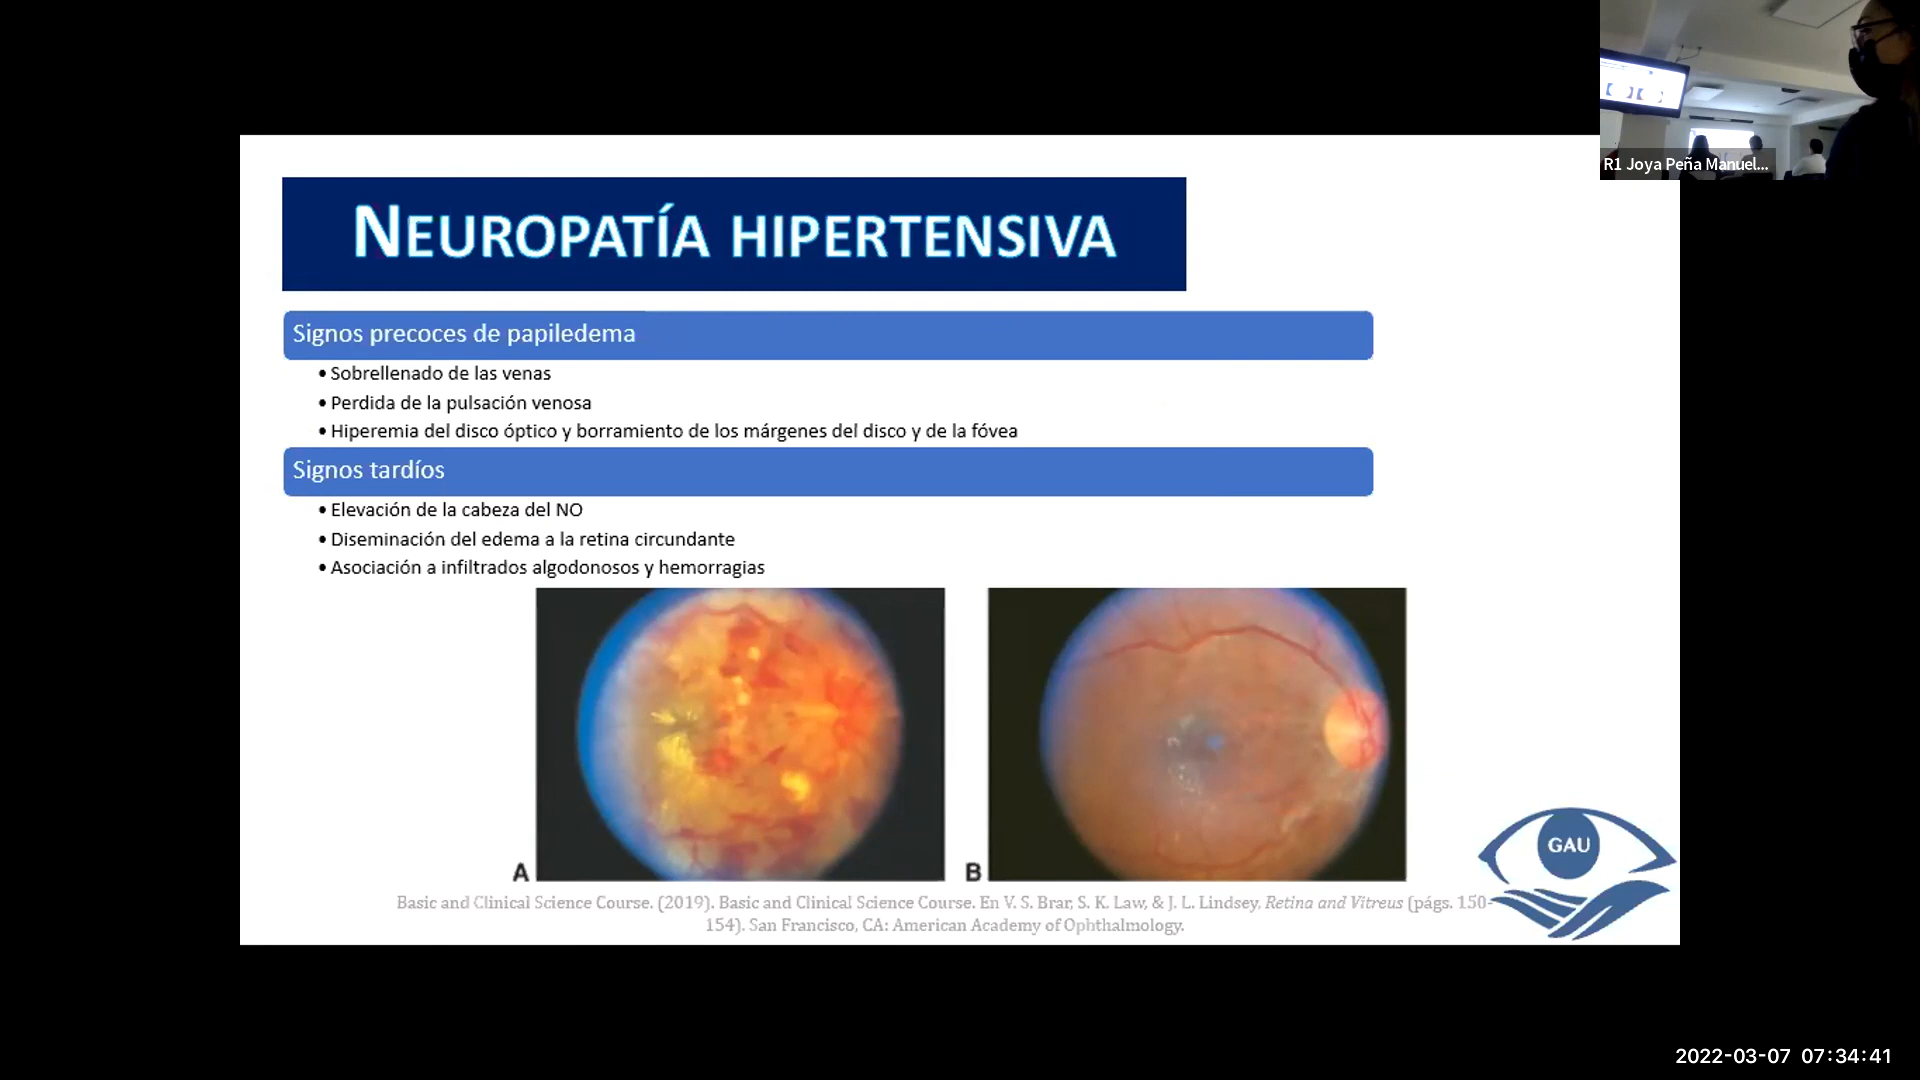 R1 Joya Peña Manuel...
NEUROPATÍA HIPERTENSIVA
Signos precoces de papiledema
• Sobrellenado de las venas
• Perdida de la pulsación venosa
• Hiperemia del disco óptico y borramiento de los márgenes del disco y de la fóvea
Signos tardíos
• Elevación de la cabeza del NO
• Diseminación del edema a la retina circundante
• Asociación a infiltrados algodonosos y hemorragias
A
B
GAU
Basic and Clinical Science Course. (2019). Basic and Clinical Science Course. En V. S. Brar, S. K. Law, & J. L. Lindsey, Retina and Vitreus (págs. 150-
154). San Francisco, CA: American Academy of Ophthalmology.
2022-03-07 07:34:41